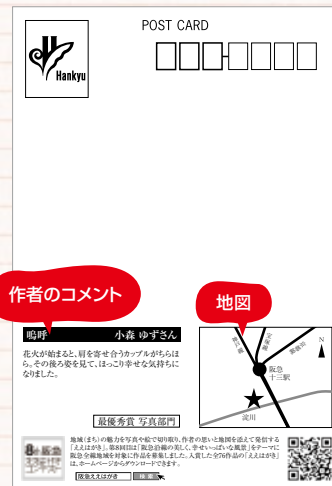 POST CARD
Hankyu
作者のコメント
地図
嗚呼 小森 ゆずさん
花火が始まると、肩を寄せ合うカップルがちらほ
ら。その後ろ姿を見て、ほっこり幸せな気持ちに
なりました。
阪急
十三駅
N
淀川
最優秀賞 写真部門
地域（まち）の魅力を写真や絵で切り取り、作者の思いと地図を添えて発信する
「ええはがき」。第8回目は「阪急沿線の美しく、幸せいっぱいな風景」をテーマに
阪急全線地域を対象に作品を募集しました。入賞した全76作品の「ええはがき」
は、ホームページからダウンロードできます。
阪急ええはがき 検索